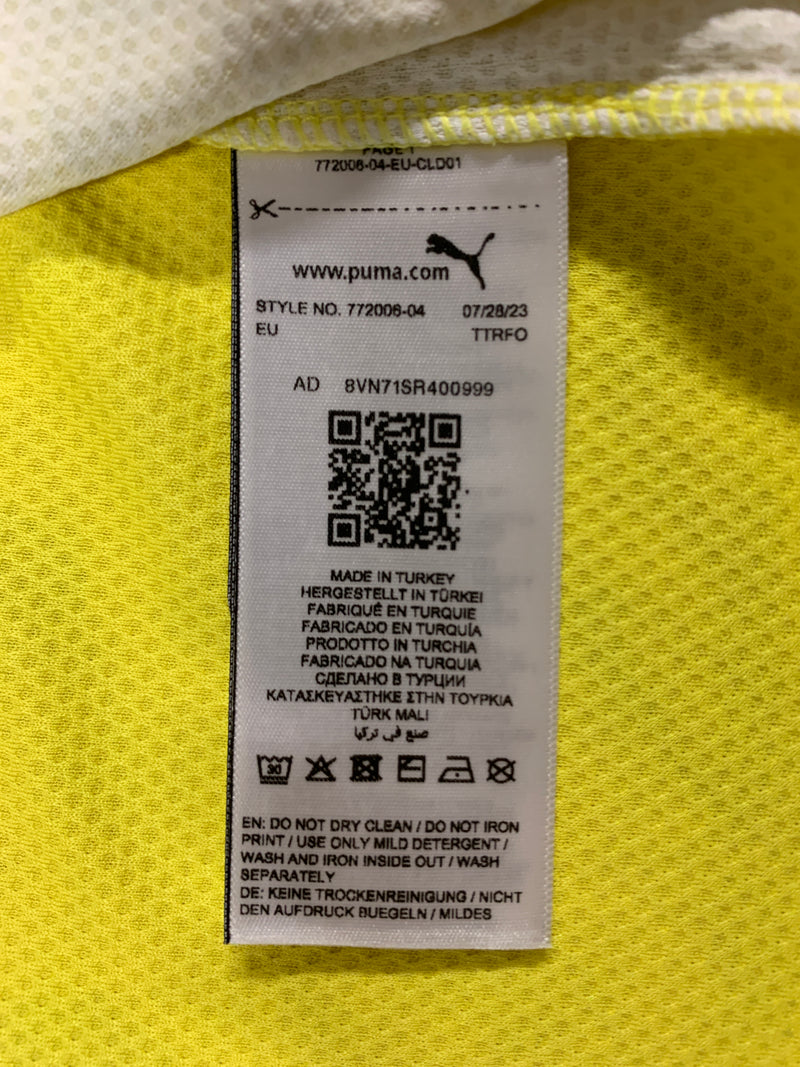 PAGE 1
772006-04-EU-CLD01
www.puma.com
STYLE NO. 772006-04 07/28/23
EU TTRFO
AD 8VN71SR400999
MADE IN TURKEY
HERGESTELLT IN TÜRKEI
FABRIQUÉ EN TURQUIE
FABRICADO EN TURQUÍA
PRODOTTO IN TURCHIA
FABRICADO NA TURQUIA
СДЕЛАНО В ТУРЦИИ
ΚΑΤΑΣΚΕΥΑΣΤΗΚΕ ΣΤΗΝ ΤΟΥΡΚΙΑ
TÜRK MALI
صنع في تركيا
30
EN: DO NOT DRY CLEAN / DO NOT IRON
PRINT / USE ONLY MILD DETERGENT /
WASH AND IRON INSIDE OUT / WASH
SEPARATELY
DE: KEINE TROCKENREINIGUNG / NICHT
DEN AUFDRUCK BUEGELN / MILDES